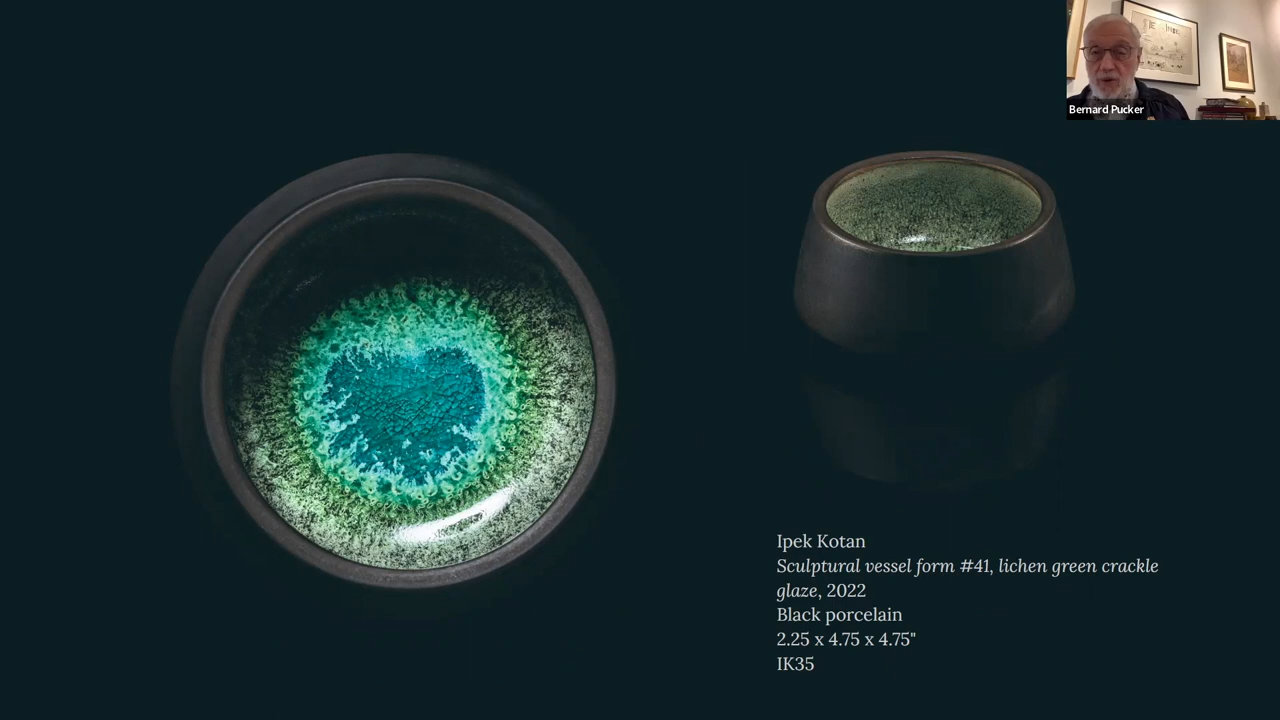 Bernard Pucker
Ipek Kotan
Sculptural vessel form #41, lichen green crackle
glaze, 2022
Black porcelain
2.25 x 4.75 x 4.75"
IK35